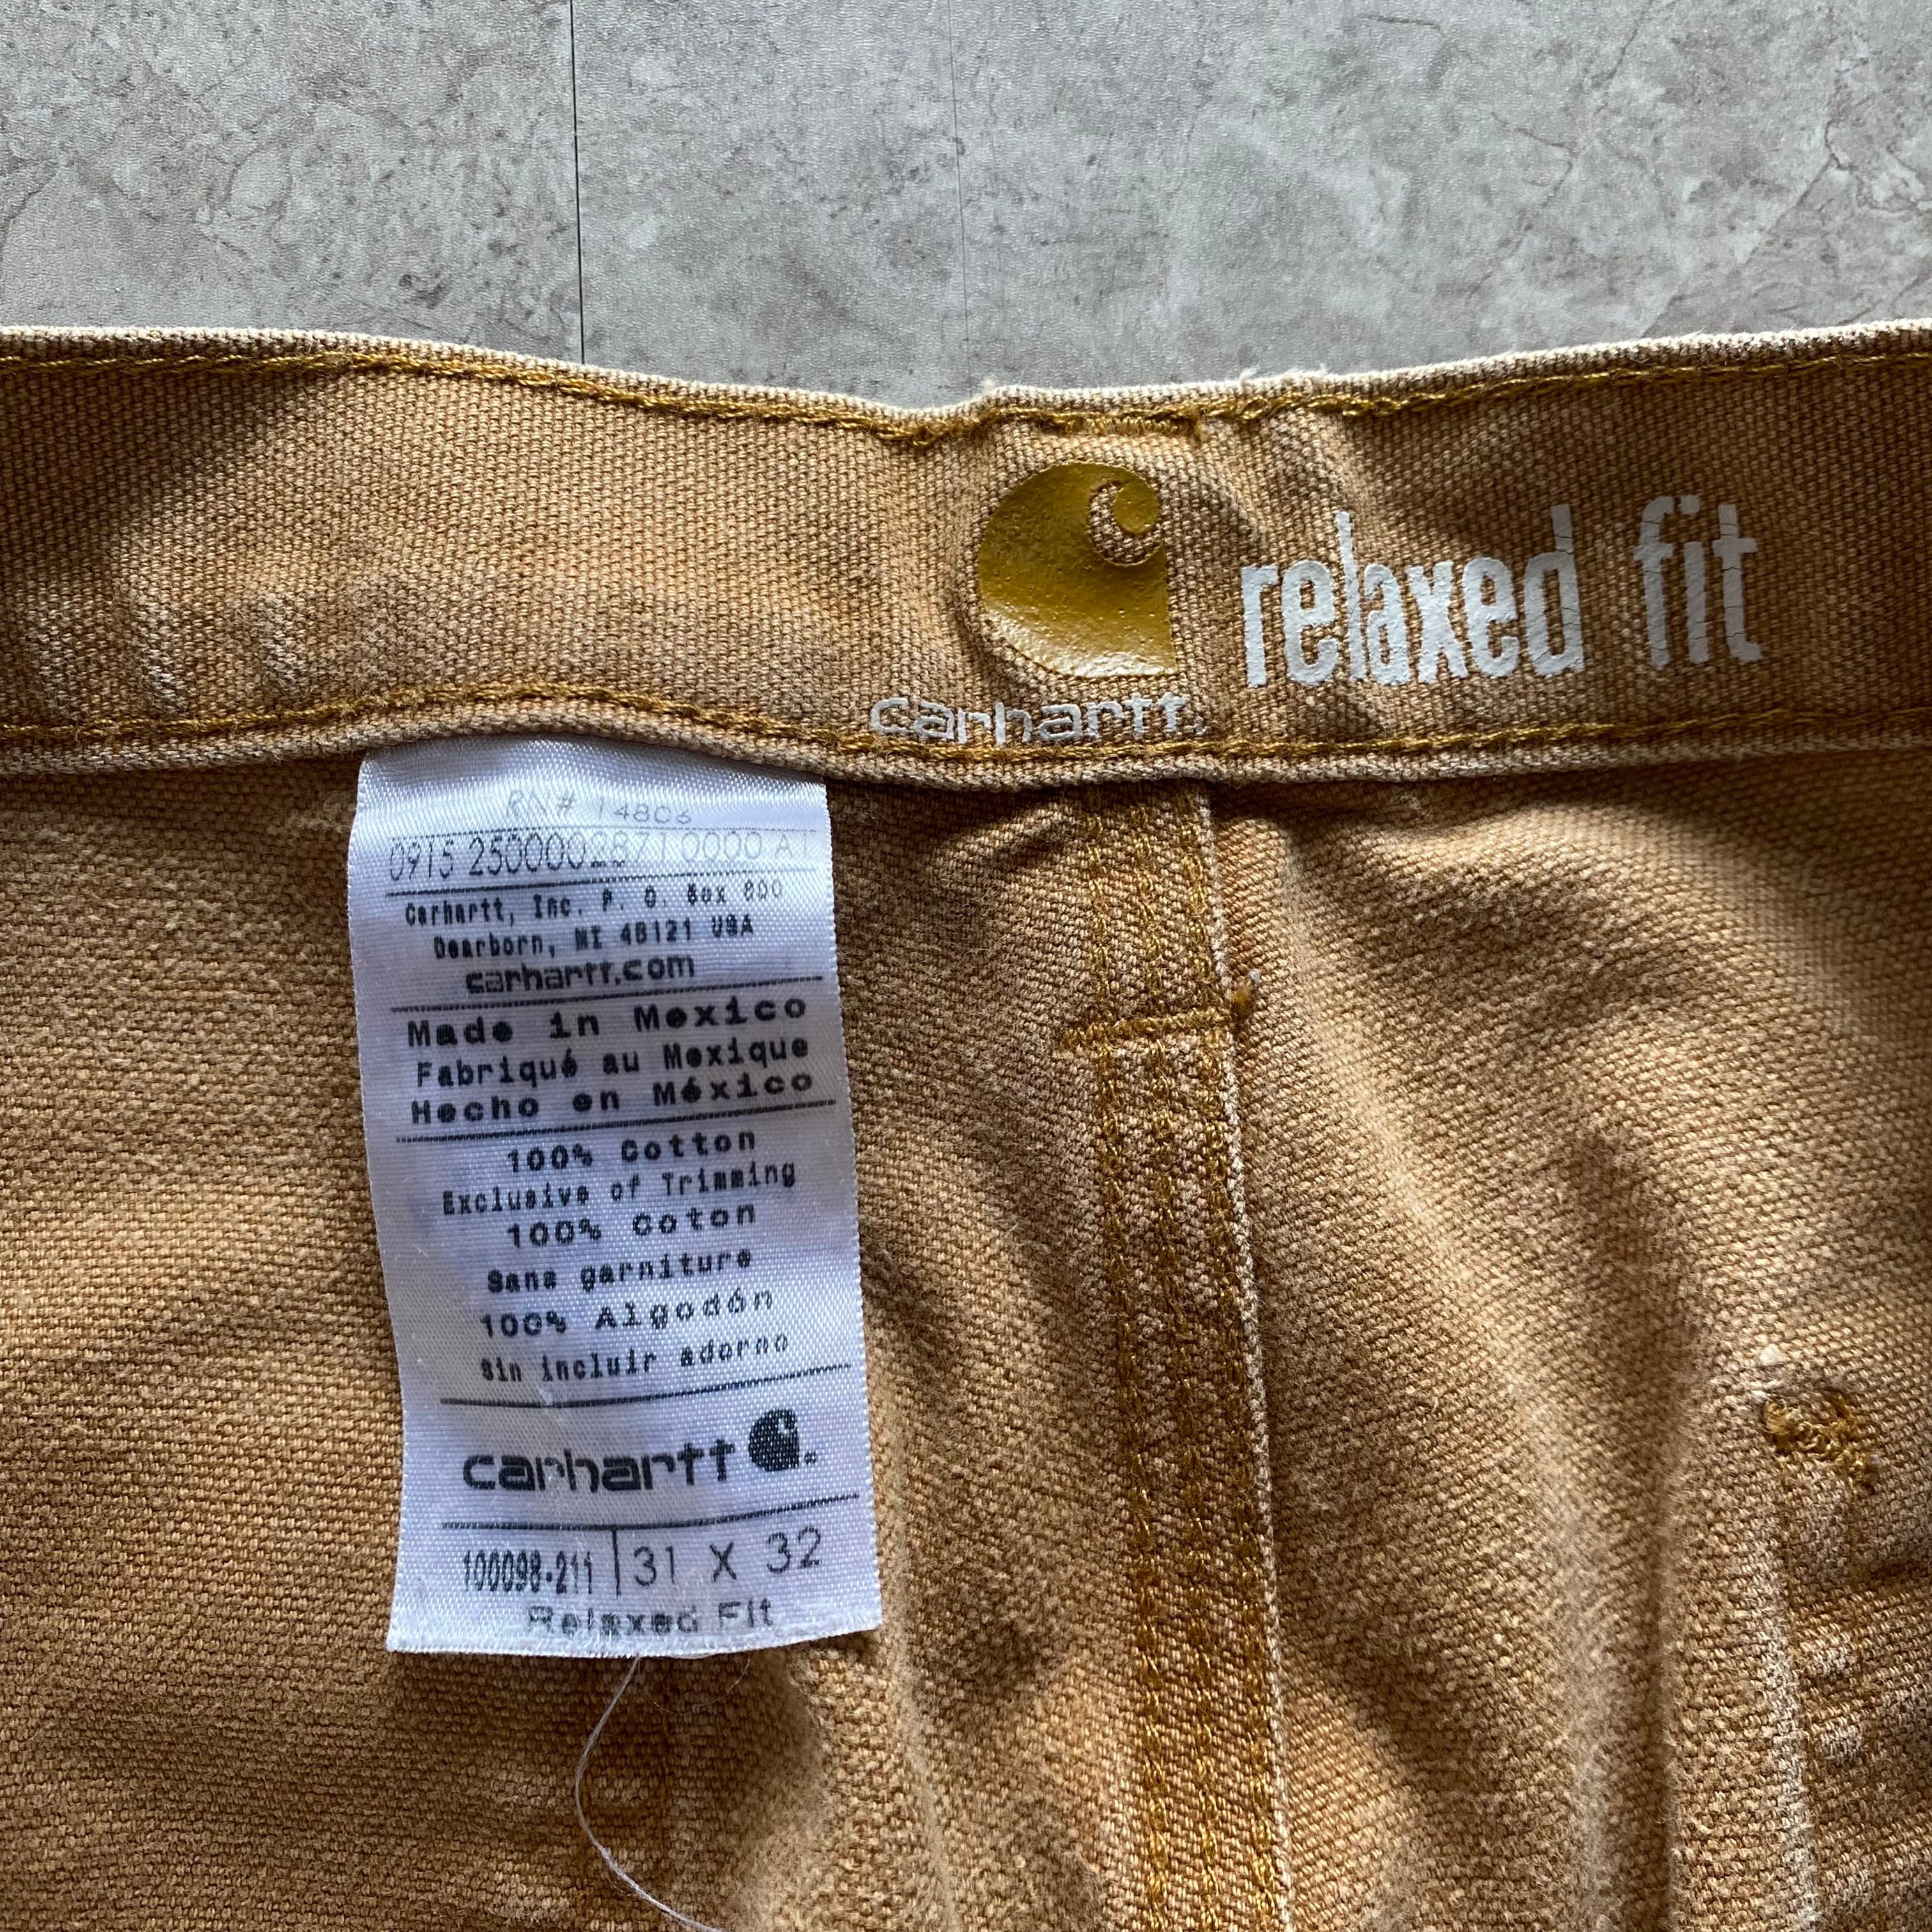 carhartt.
relaxed fit
RN# 14806
0915 250000 28710000 A1
Carhartt, Inc. P. O. Box 600
Dearborn, MI 48121 USA
carhartt.com
Made in Mexico
Fabriqué au Mexique
Hecho en México
100% Cotton
Exclusive of Trimming
100% Coton
Sans garniture
100% Algodón
Sin incluir adorno
carhartt.
100098-211 31 X 32
Relaxed Fit